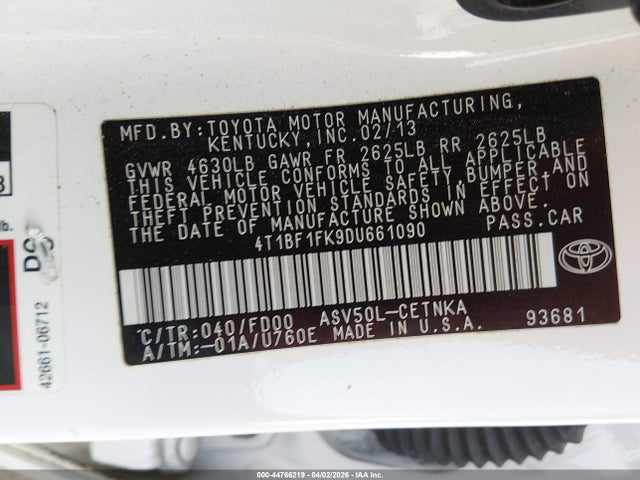 MFD.BY: TOYOTA MOTOR MANUFACTURING,
KENTUCKY, INC. 02/13
GVWR 4630LB GAWR FR 2625LB RR 2625LB
THIS VEHICLE CONFORMS TO ALL APPLICABLE
FEDERAL MOTOR VEHICLE SAFETY, BUMPER, AND
THEFT PREVENTION STANDARDS IN EFFECT ON
THE DATE OF MANUFACTURE SHOWN ABOVE.
4T1BF1FK9DU661090 PASS.CAR
C/TR: 040/FD00 ASV50L-CETNKA
A/TM:-01A/U760E MADE IN U.S.A. 93681
TOYOTA
3
lb.
42661-06712
000-44766219 04/02/2026 - IAA Inc.